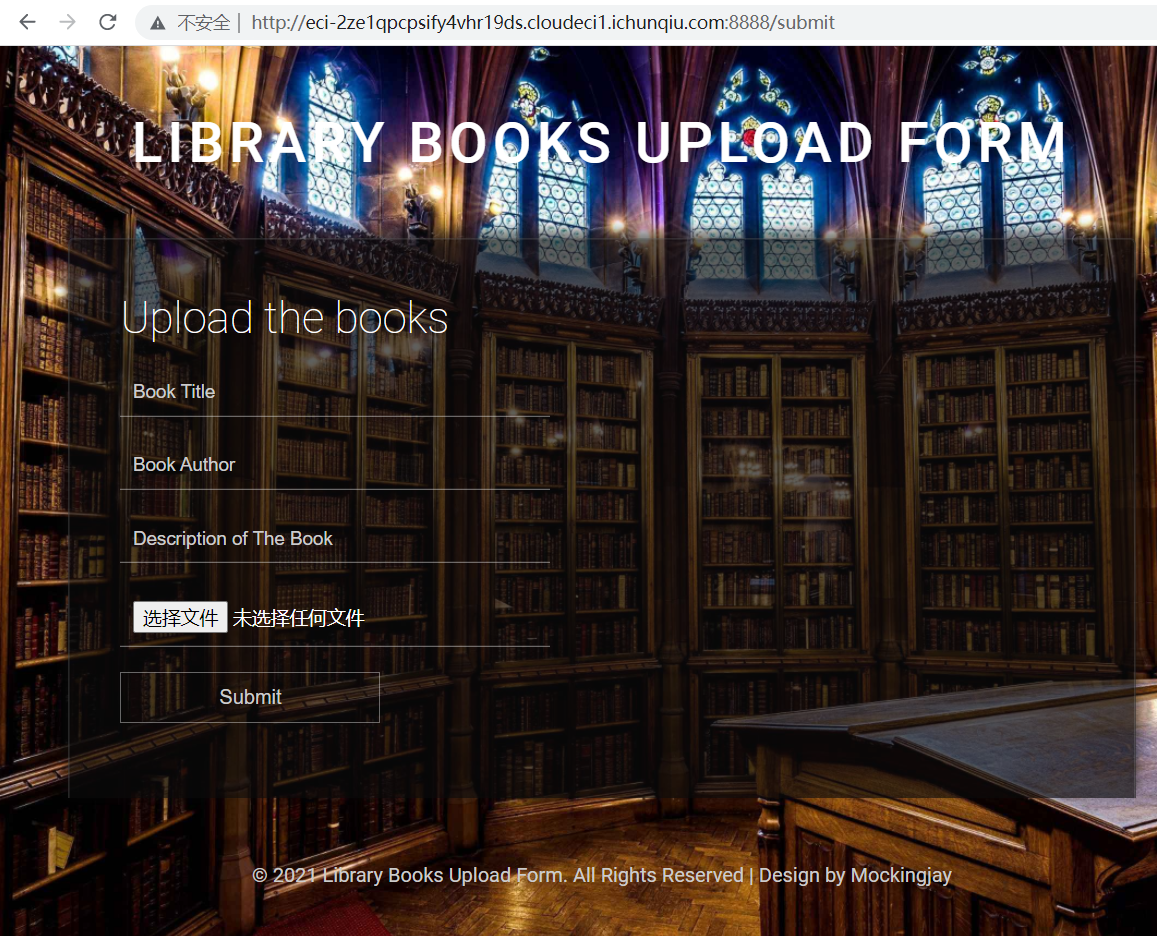 不安全 | http://eci-2ze1qpcpsify4vhr19ds.cloudeci1.ichunqiu.com:8888/submit
LIBRARY BOOKS UPLOAD FORM
Upload the books
Book Title
Book Author
Description of The Book
选择文件 未选择任何文件
Submit
© 2021 Library Books Upload Form. All Rights Reserved | Design by Mockingjay